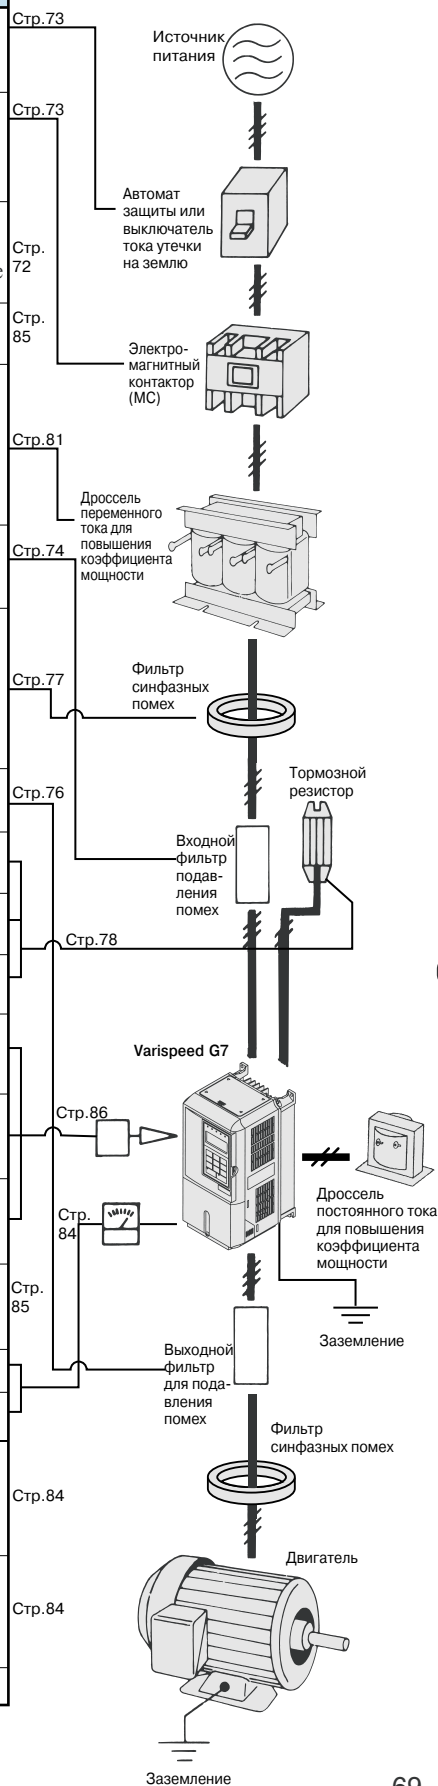 Стр.73
Источник
питания
Стр.73
Автомат
защиты или
выключатель
тока утечки
на землю
Стр.
72
е
Стр.
85
Электро-
магнитный
контактор
(MC)
Стр.81
Дроссель
переменного
тока для
повышения
коэффициента
мощности
Стр.74
Фильтр
синфазных
помех
Стр.77
Тормозной
резистор
Стр.76
Входной
фильтр
подав-
ления
помех
Стр.78
Varispeed G7
Стр.86
Дроссель
постоянного тока
для повышения
коэффициента
мощности
Стр.
84
Стр.
85
Заземление
Выходной
фильтр
для пода-
вления
помех
Фильтр
синфазных помех
Стр.84
Двигатель
Стр.84
Заземление
69